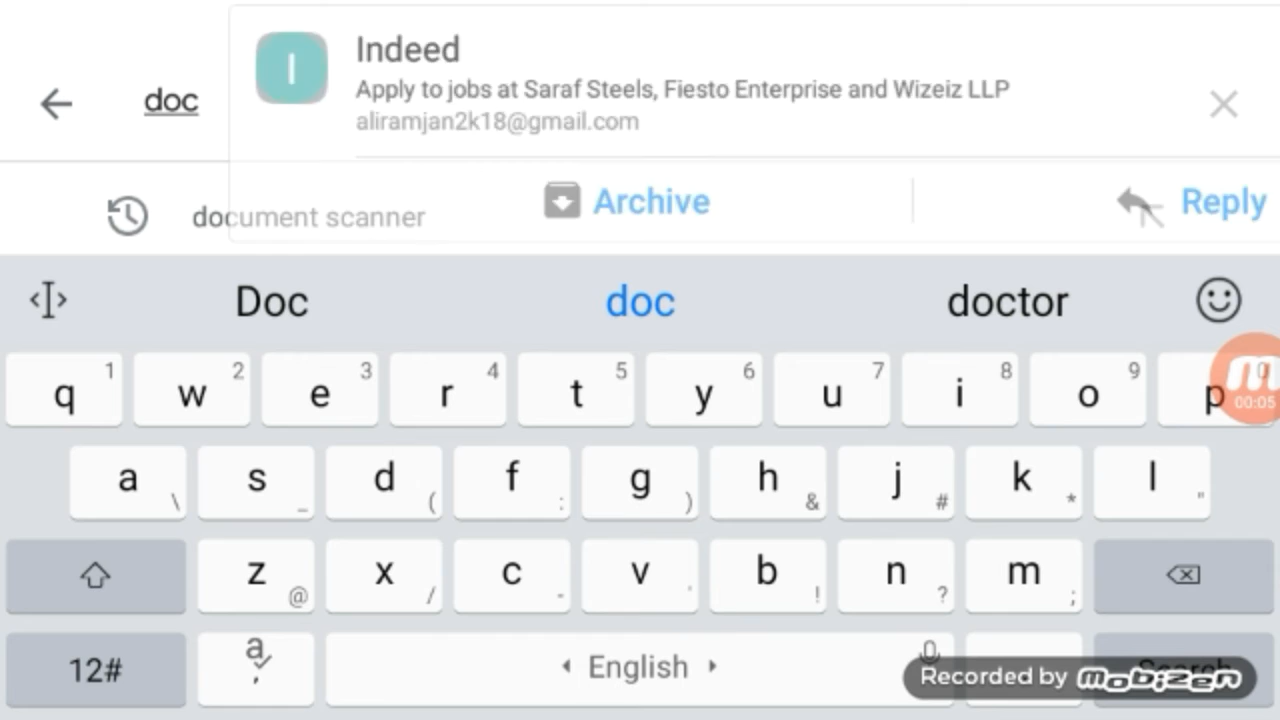 Indeed
Apply to jobs at Saraf Steels, Fiesto Enterprise and Wizeiz LLP
aliramjan2k18@gmail.com
doc
Archive
Reply
document scanner
Doc doc doctor
1 2 3 4 5 6 7 8 9 0
q w e r t y u i o p
00:05
a s d f g h j k l
\ _ ( : ) & # * "
z x c v b n m
@ / - ' ! ? ;
12# a , English Search
Recorded by mobizen